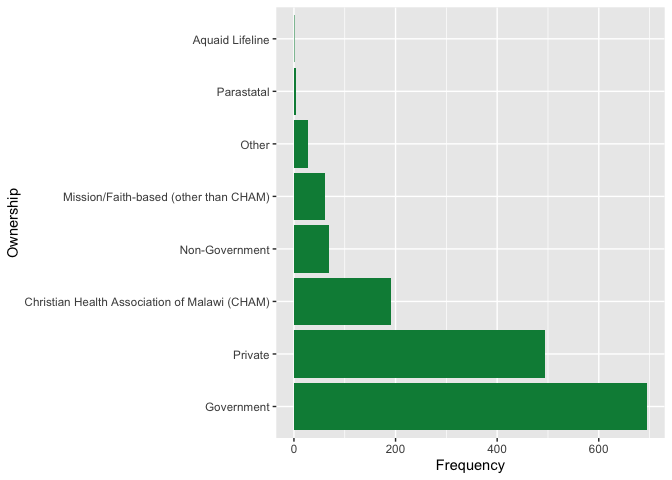 Aquaid Lifeline
Parastatal
Other
Mission/Faith-based (other than CHAM)
Non-Government
Christian Health Association of Malawi (CHAM)
Private
Government
Ownership
0 200 400 600
Frequency